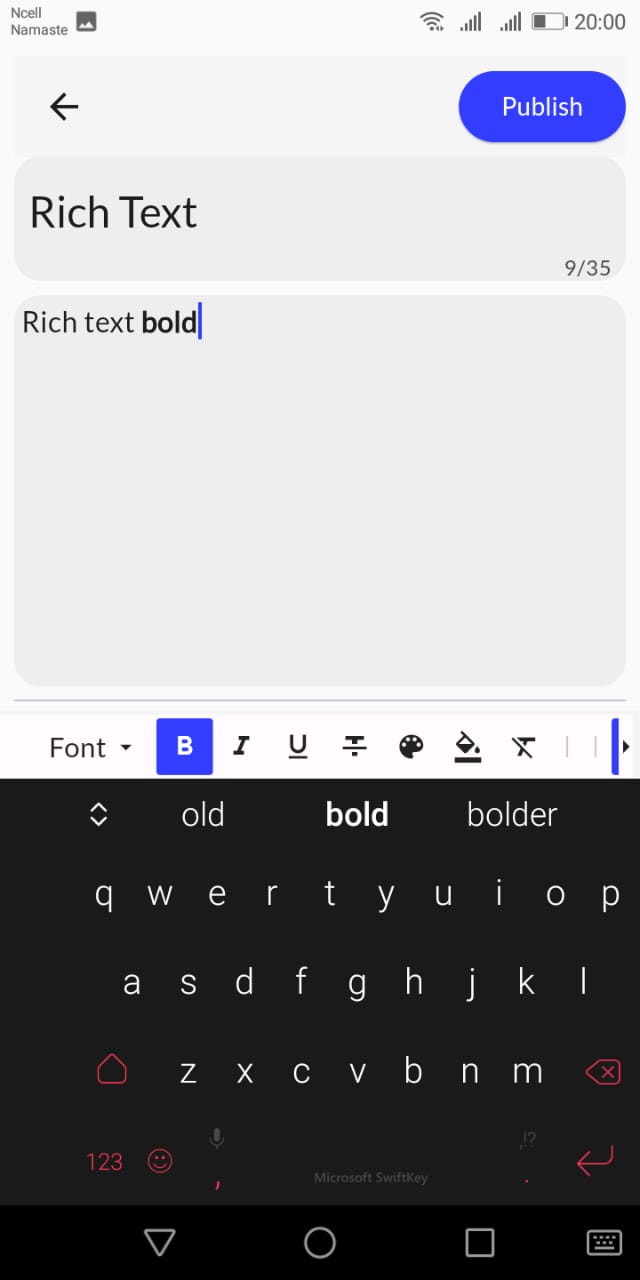 Ncell
Namaste
20:00
Publish
Rich Text
9/35
Rich text bold
Font B I U T
old bold bolder
q w e r t y u i o p
a s d f g h j k l
z x c v b n m
,!?
123 , Microsoft SwiftKey .